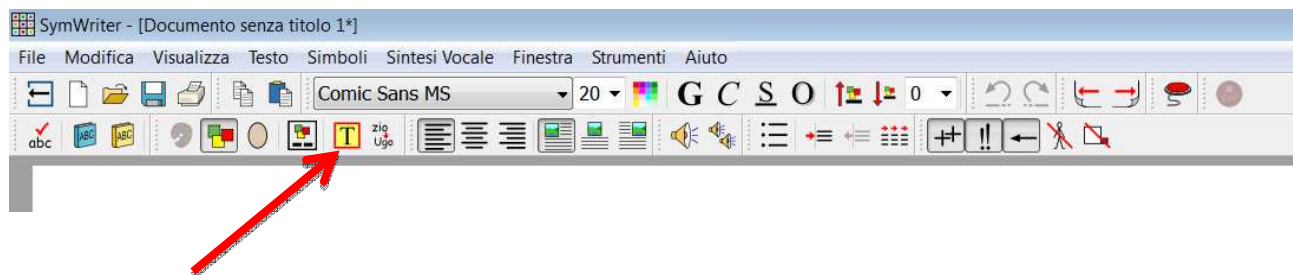 SymWriter - [Documento senza titolo 1*]
File Modifica Visualizza Testo Simboli Sintesi Vocale Finestra Strumenti Aiuto
Comic Sans MS 20 G C S O 0
abc ABC ABC T zio Ugo